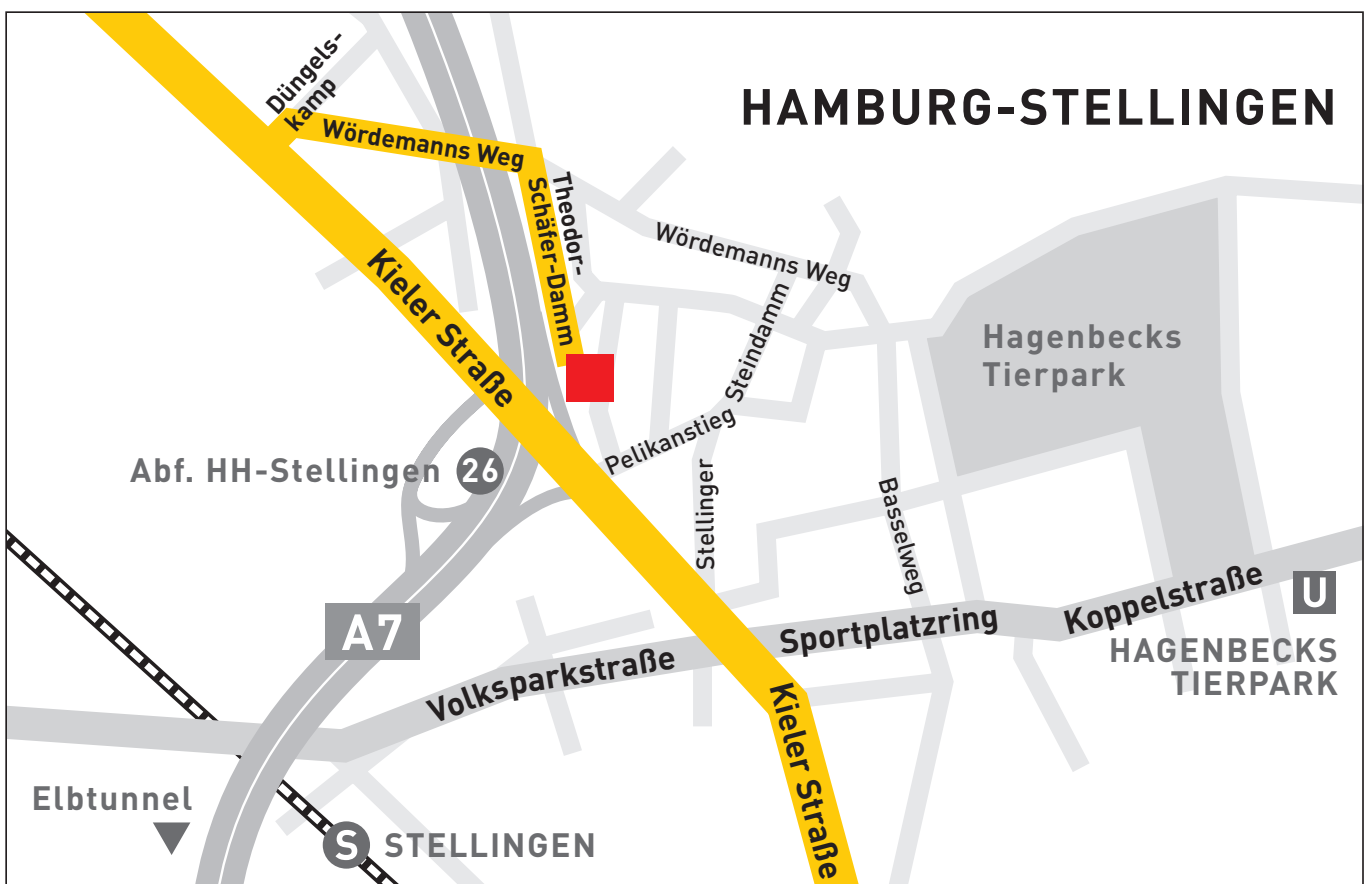 HAMBURG-STELLINGEN
Düngels-
kamp
Wördemanns Weg
Theodor-
Schäfer-Damm
Wördemanns Weg
Kieler Straße
Steindamm
Hagenbecks
Tierpark
Pelikanstieg
Abf. HH-Stellingen 26
Stellinger
Basselweg
A7
Koppelstraße
U
Sportplatzring
HAGENBECKS
TIERPARK
Volksparkstraße
Kieler Straße
Elbtunnel
S STELLINGEN